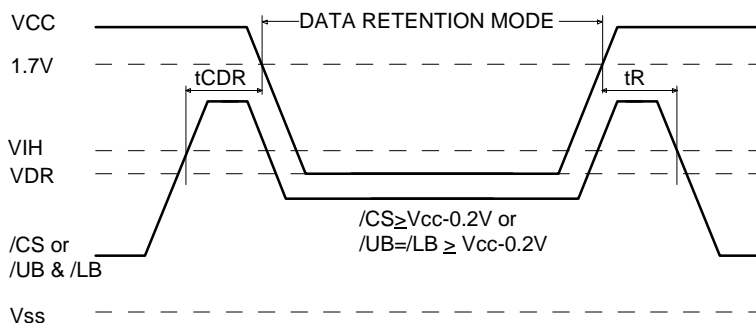 VCC
DATA RETENTION MODE
1.7V
tCDR
tR
VIH
VDR
/CS≥Vcc-0.2V or
/UB=/LB ≥ Vcc-0.2V
/CS or
/UB & /LB
Vss